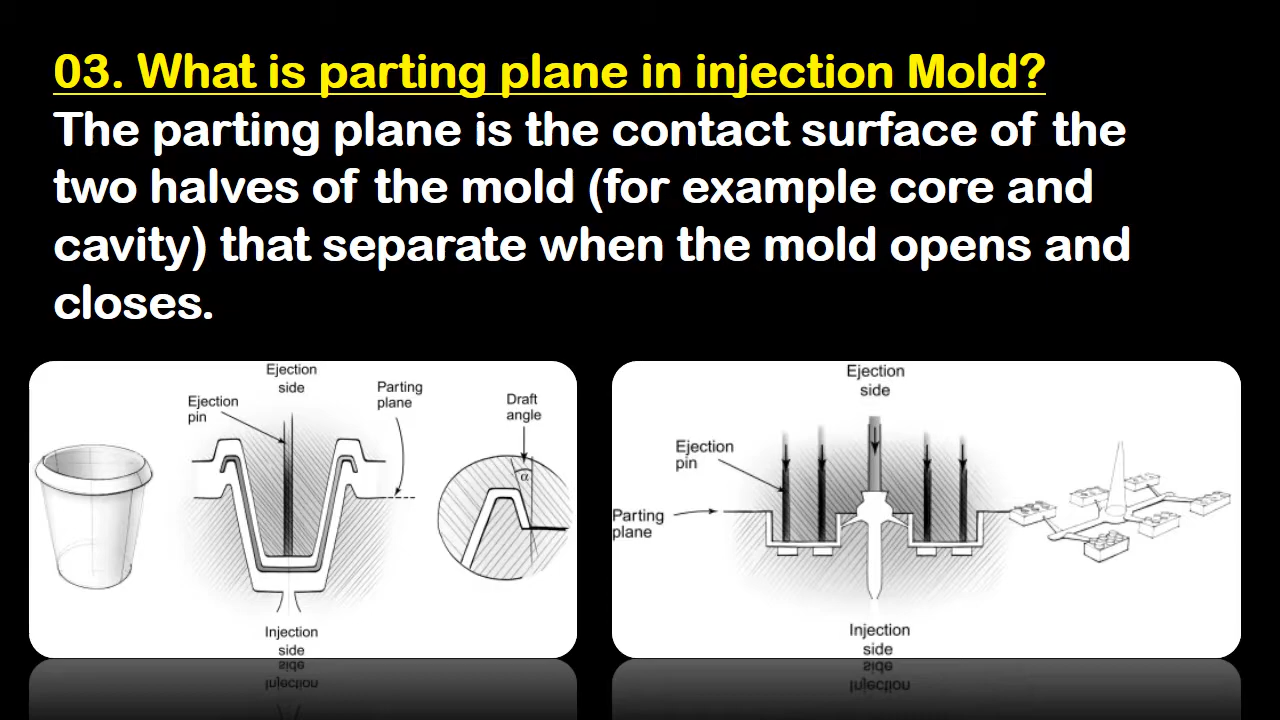 03. What is parting plane in injection Mold?
The parting plane is the contact surface of the
two halves of the mold (for example core and
cavity) that separate when the mold opens and
closes.
Ejection
side
Parting
plane
Ejection
pin
Draft
angle
α
Injection
side
Ejection
side
Ejection
pin
Parting
plane
Injection
side